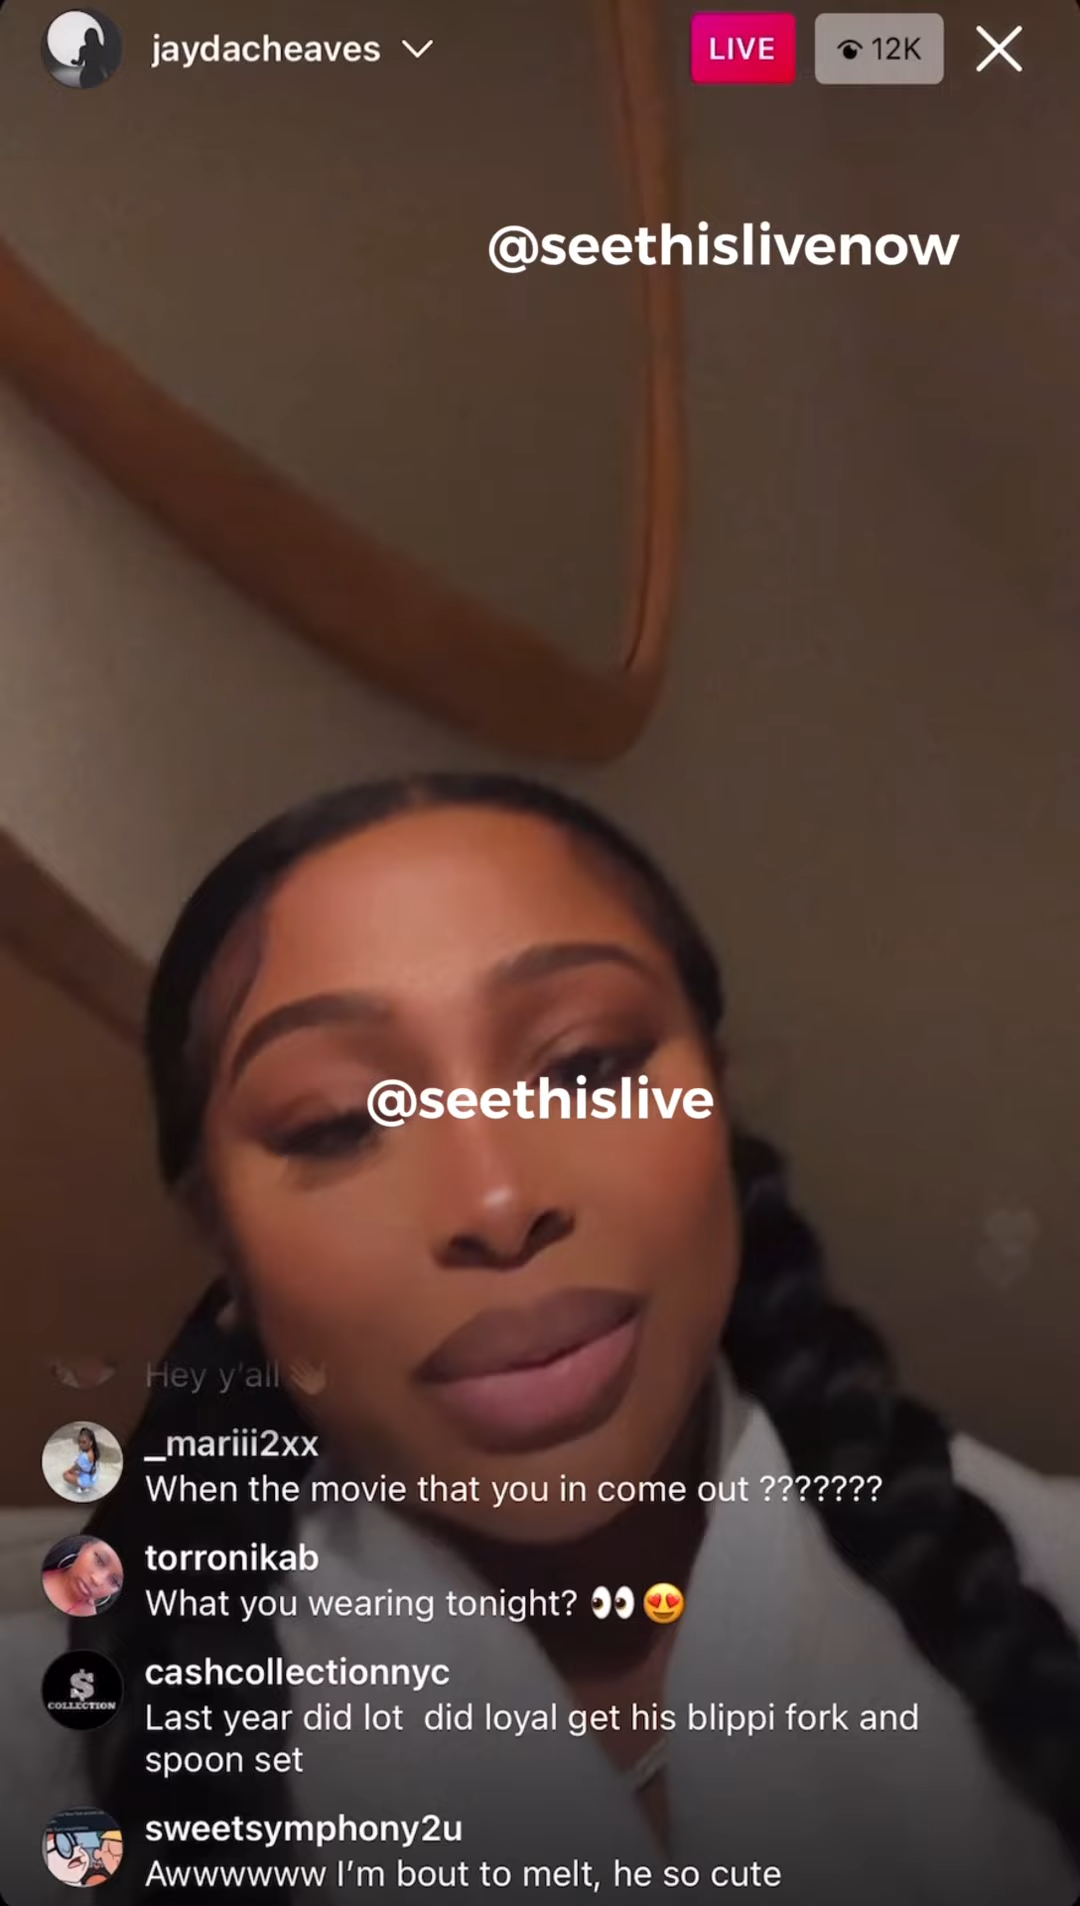 jaydacheaves
LIVE
12K
@seethislivenow
@seethislive
Hey y'all 👋🏾
_mariii2xx
When the movie that you in come out ???????
torronikab
What you wearing tonight? 👀😍
cashcollectionnyc
$
COLLECTION
Last year did lot  did loyal get his blippi fork and
spoon set
sweetsymphony2u
Awwwwww I’m bout to melt, he so cute